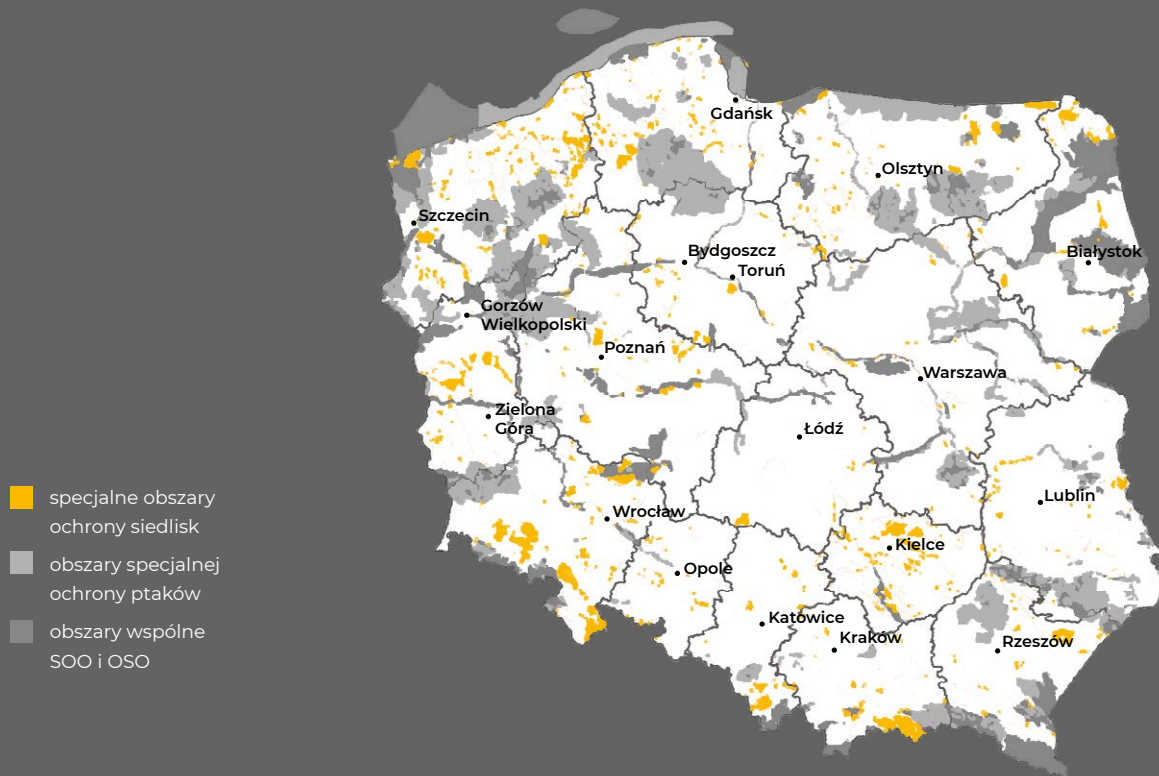 Gdańsk
Olsztyn
Szczecin
Bydgoszcz
Toruń
Białystok
Gorzów
Wielkopolski
Poznań
Warszawa
Zielona
Góra
Łódź
specjalne obszary
ochrony siedlisk
Lublin
Wrocław
Kielce
obszary specjalnej
ochrony ptaków
Opole
obszary wspólne
SOO i OSO
Katowice
Kraków
Rzeszów